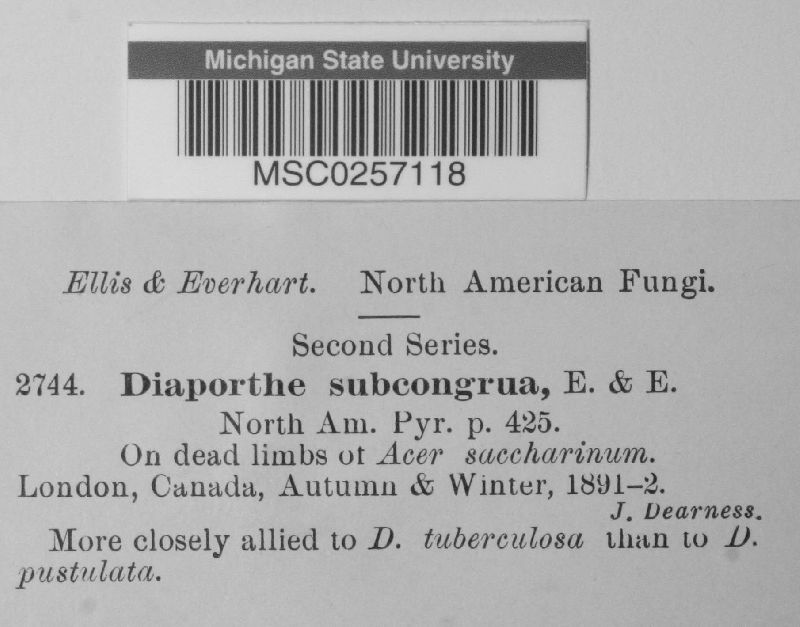 Michigan State University
MSC0257118
Ellis & Everhart. North American Fungi.
Second Series.
2744. Diaporthe subcongrua, E. & E.
North Am. Pyr. p. 425.
On dead limbs of Acer saccharinum.
London, Canada, Autumn & Winter, 1891–2.
J. Dearness.
More closely allied to D. tuberculosa than to D.
pustulata.